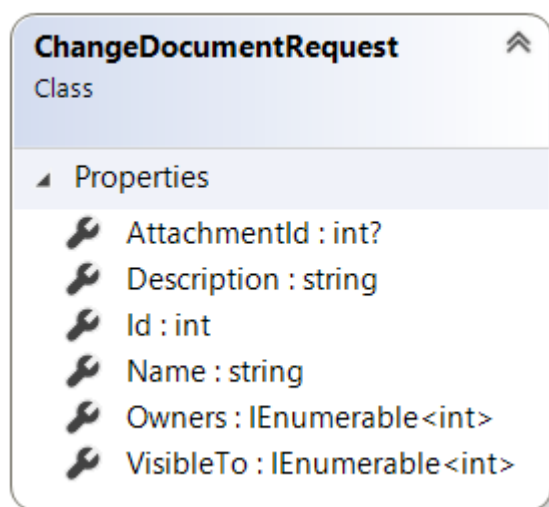 ChangeDocumentRequest
Class
Properties
AttachmentId : int?
Description : string
Id : int
Name : string
Owners : IEnumerable<int>
VisibleTo : IEnumerable<int>